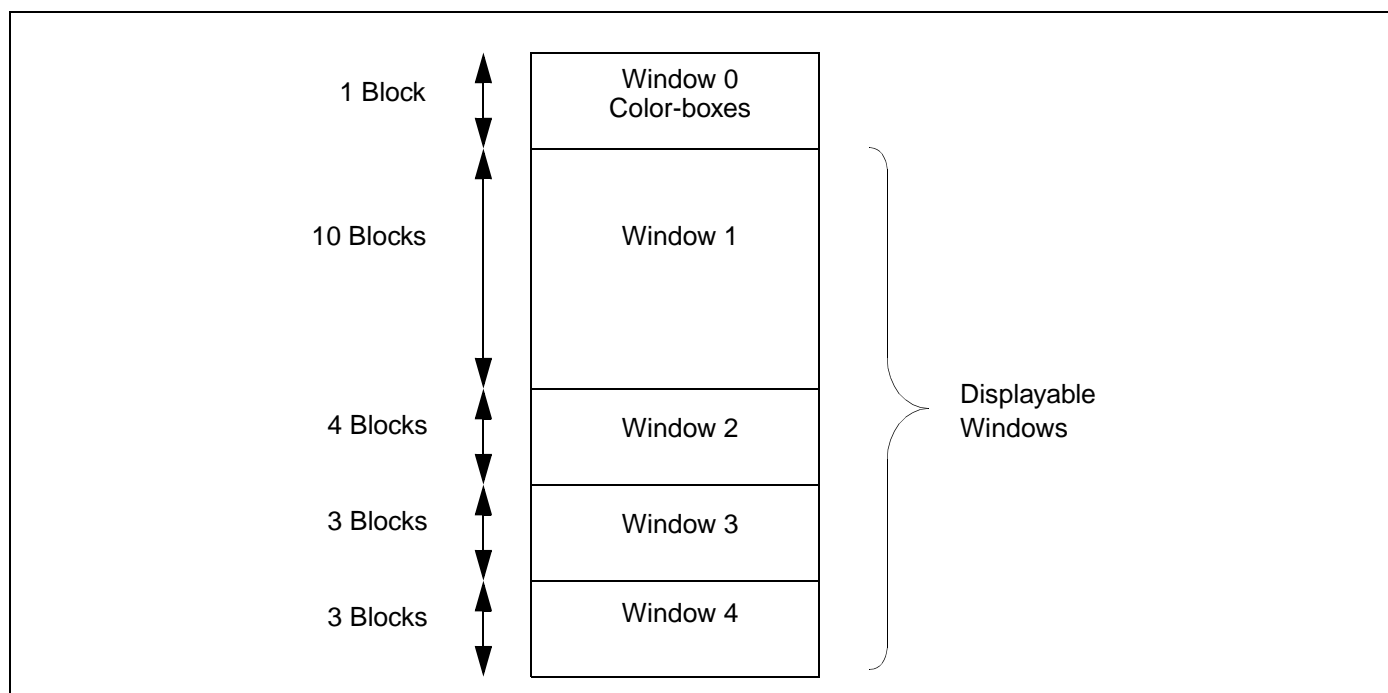 1 Block
Window 0
Color-boxes
10 Blocks
Window 1
4 Blocks
Window 2
Displayable
Windows
3 Blocks
Window 3
3 Blocks
Window 4